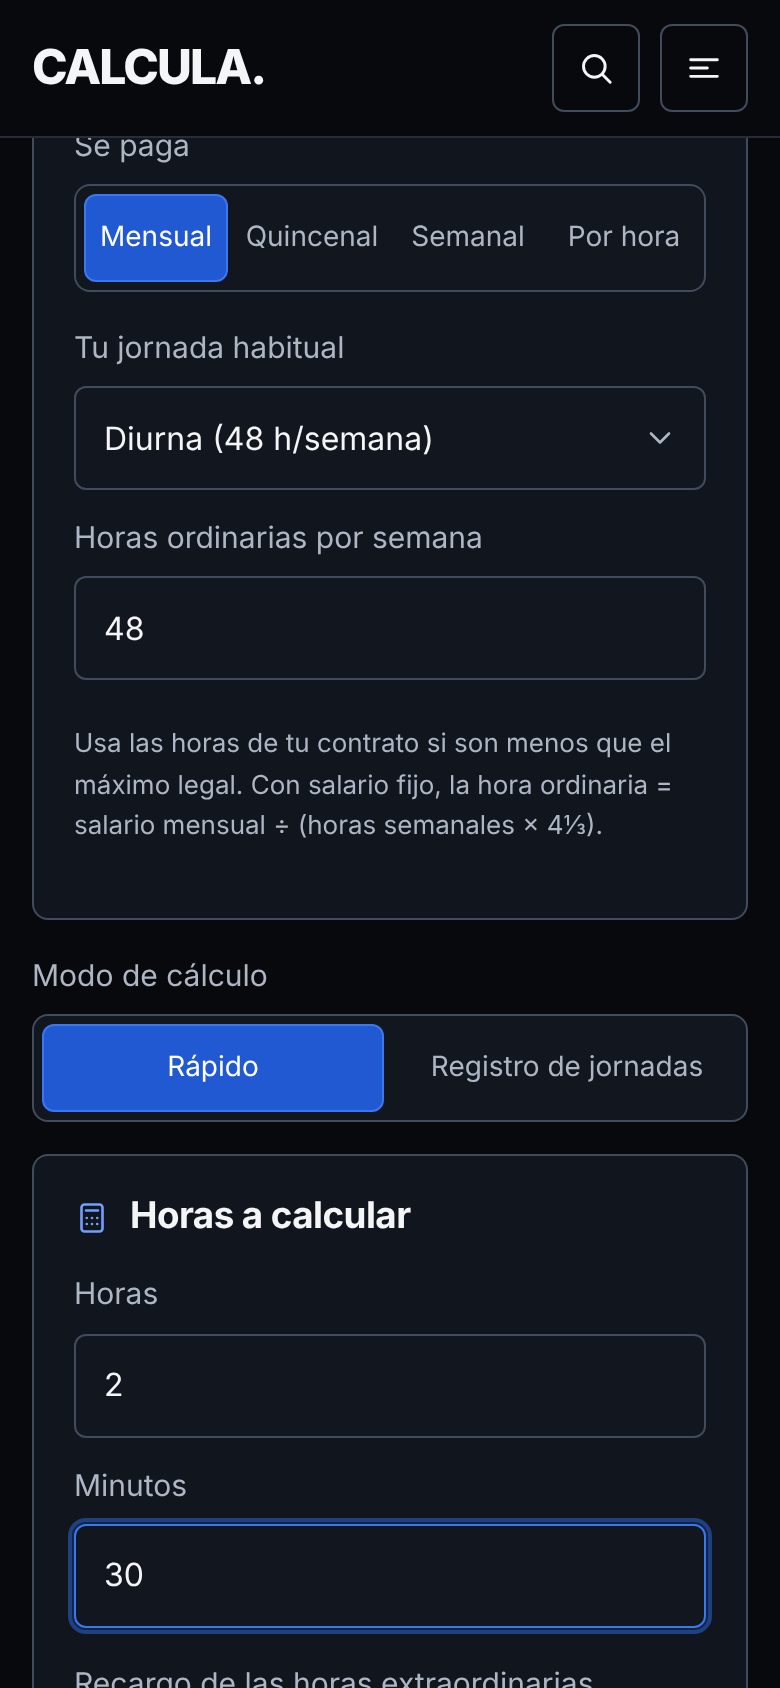 CALCULA.
Se paga
Mensual
Quincenal
Semanal
Por hora
Tu jornada habitual
Diurna (48 h/semana)
Horas ordinarias por semana
48
Usa las horas de tu contrato si son menos que el
máximo legal. Con salario fijo, la hora ordinaria =
salario mensual ÷ (horas semanales × 4⅓).
Modo de cálculo
Rápido
Registro de jornadas
Horas a calcular
Horas
2
Minutos
30
Recargo de las horas extraordinarias